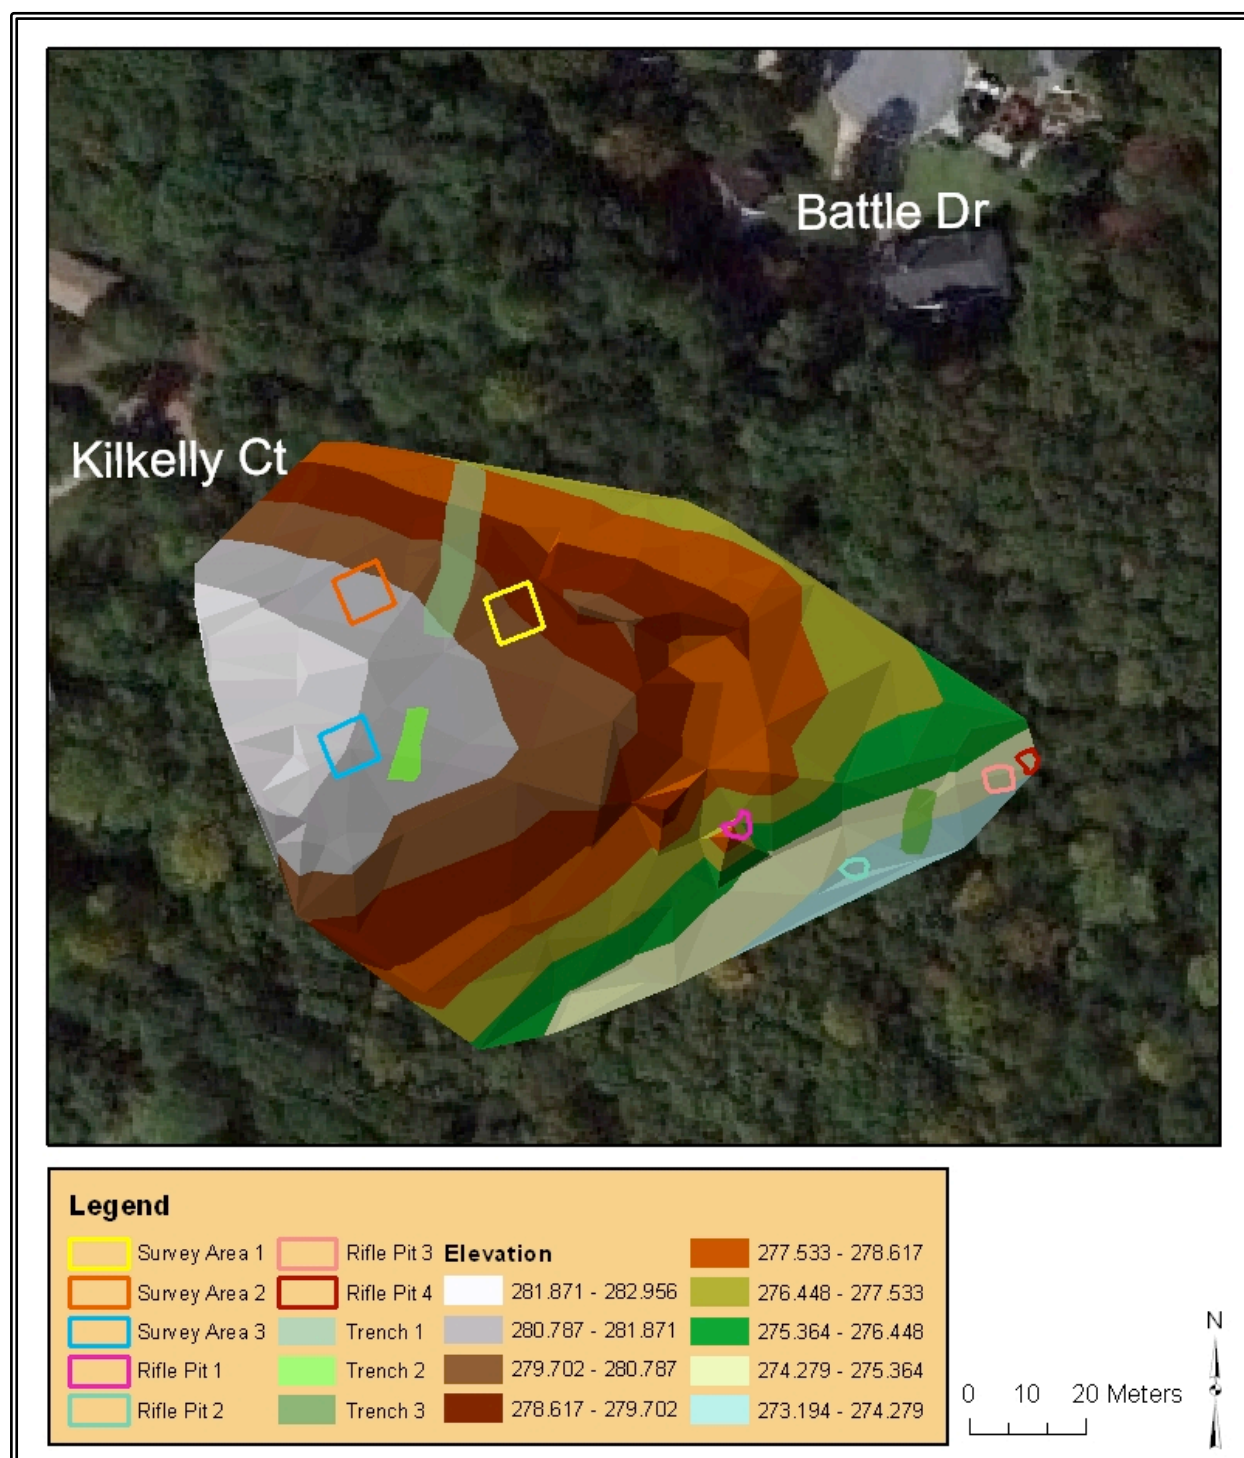 Battle Dr
Kilkelly Ct
Legend
Survey Area 1
Survey Area 2
Survey Area 3
Rifle Pit 1
Rifle Pit 2
Rifle Pit 3
Rifle Pit 4
Trench 1
Trench 2
Trench 3
Elevation
281.871 - 282.956
280.787 - 281.871
279.702 - 280.787
278.617 - 279.702
277.533 - 278.617
276.448 - 277.533
275.364 - 276.448
274.279 - 275.364
273.194 - 274.279
N
0 10 20 Meters